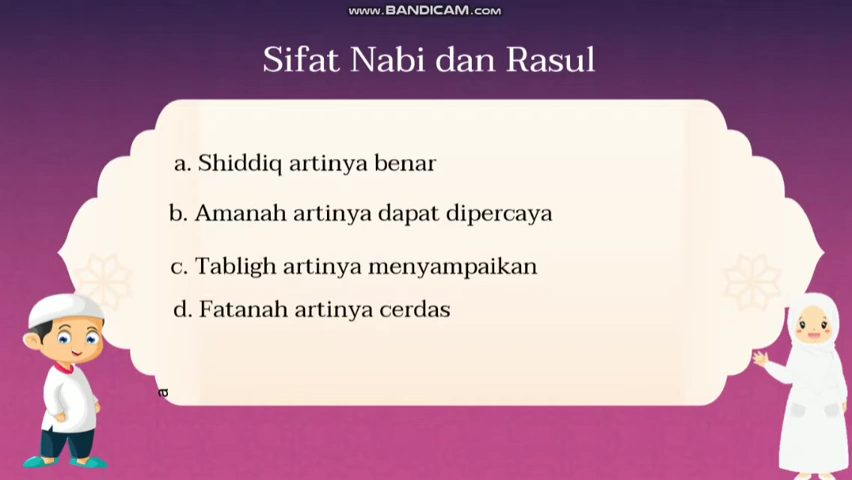 www.BANDICAM.com
Sifat Nabi dan Rasul
a. Shiddiq artinya benar
b. Amanah artinya dapat dipercaya
c. Tabligh artinya menyampaikan
d. Fatanah artinya cerdas
a